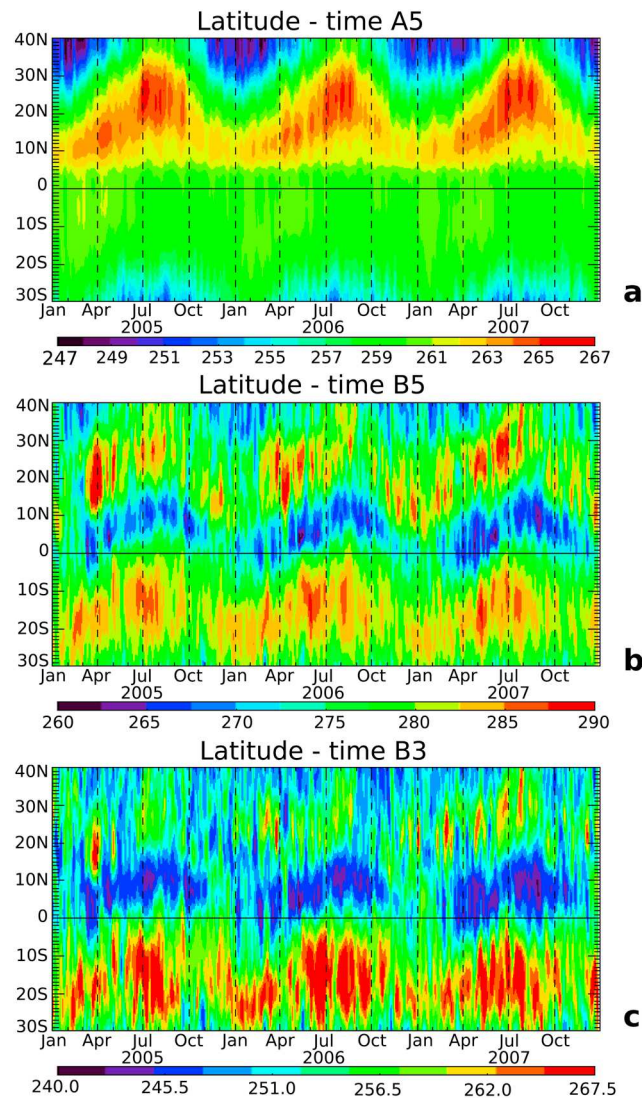 Latitude - time A5
40N
30N
20N
10N
0
10S
20S
30S
Jan Apr Jul Oct Jan Apr Jul Oct Jan Apr Jul Oct
2005 2006 2007
a
247 249 251 253 255 257 259 261 263 265 267
Latitude - time B5
40N
30N
20N
10N
0
10S
20S
30S
Jan Apr Jul Oct Jan Apr Jul Oct Jan Apr Jul Oct
2005 2006 2007
b
260 265 270 275 280 285 290
Latitude - time B3
40N
30N
20N
10N
0
10S
20S
30S
Jan Apr Jul Oct Jan Apr Jul Oct Jan Apr Jul Oct
2005 2006 2007
c
240.0 245.5 251.0 256.5 262.0 267.5